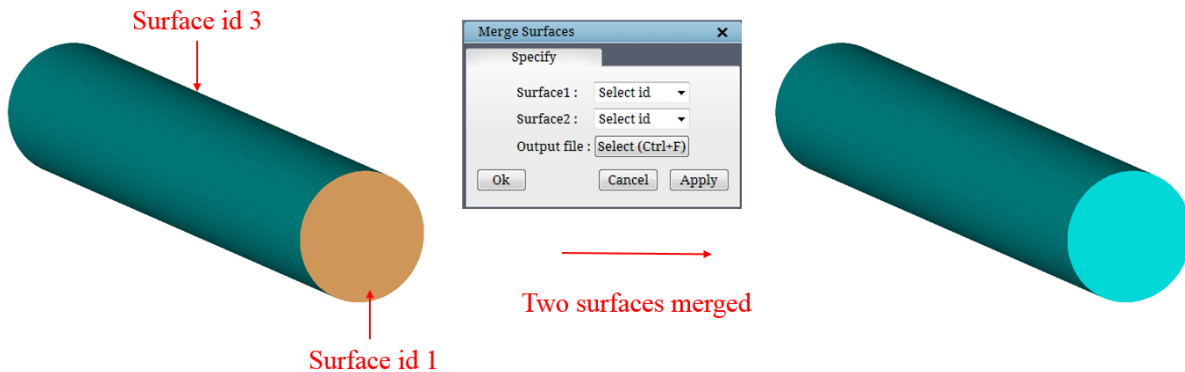 Surface id 3
Merge Surfaces
Specify
Surface1 : Select id
Surface2 : Select id
Output file : Select (Ctrl+F)
Ok Cancel Apply
Two surfaces merged
Surface id 1